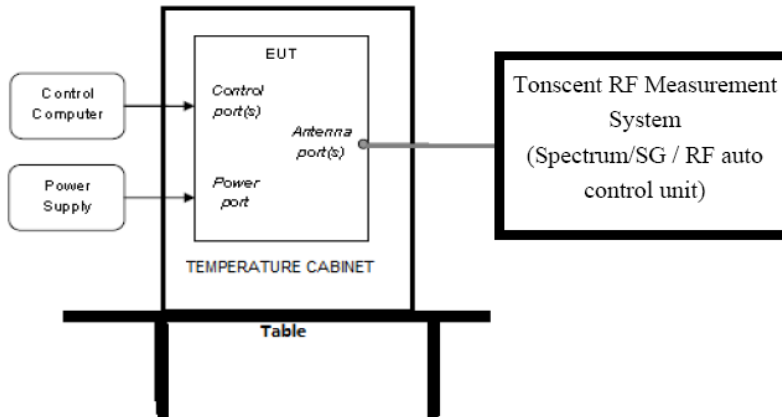 EUT
Control
Computer
Control
port(s)
Antenna
port(s)
Power
Supply
Power
port
TEMPERATURE CABINET
Table
Tonscent RF Measurement
System
(Spectrum/SG / RF auto
control unit)